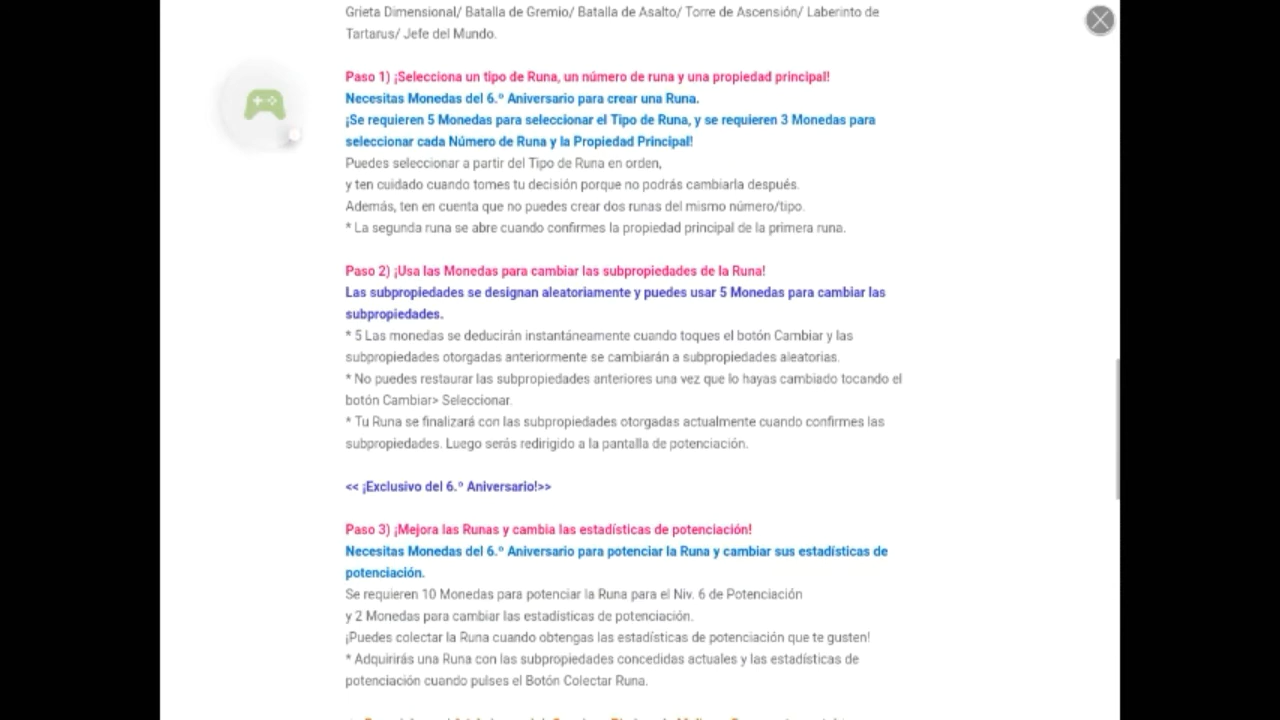 Grieta Dimensional/ Batalla de Gremio/ Batalla de Asalto/ Torre de Ascensión/ Laberinto de
Tartarus/ Jefe del Mundo.
Paso 1) ¡Selecciona un tipo de Runa, un número de runa y una propiedad principal!
Necesitas Monedas del 6.º Aniversario para crear una Runa.
¡Se requieren 5 Monedas para seleccionar el Tipo de Runa, y se requieren 3 Monedas para
seleccionar cada Número de Runa y la Propiedad Principal!
Puedes seleccionar a partir del Tipo de Runa en orden,
y ten cuidado cuando tomes tu decisión porque no podrás cambiarla después.
Además, ten en cuenta que no puedes crear dos runas del mismo número/tipo.
* La segunda runa se abre cuando confirmes la propiedad principal de la primera runa.
Paso 2) ¡Usa las Monedas para cambiar las subpropiedades de la Runa!
Las subpropiedades se designan aleatoriamente y puedes usar 5 Monedas para cambiar las
subpropiedades.
* 5 Las monedas se deducirán instantáneamente cuando toques el botón Cambiar y las
subpropiedades otorgadas anteriormente se cambiarán a subpropiedades aleatorias.
* No puedes restaurar las subpropiedades anteriores una vez que lo hayas cambiado tocando el
botón Cambiar> Seleccionar.
* Tu Runa se finalizará con las subpropiedades otorgadas actualmente cuando confirmes las
subpropiedades. Luego serás redirigido a la pantalla de potenciación.
<< ¡Exclusivo del 6.º Aniversario!>>
Paso 3) ¡Mejora las Runas y cambia las estadísticas de potenciación!
Necesitas Monedas del 6.º Aniversario para potenciar la Runa y cambiar sus estadísticas de
potenciación.
Se requieren 10 Monedas para potenciar la Runa para el Niv. 6 de Potenciación
y 2 Monedas para cambiar las estadísticas de potenciación.
¡Puedes colectar la Runa cuando obtengas las estadísticas de potenciación que te gusten!
* Adquirirás una Runa con las subpropiedades concedidas actuales y las estadísticas de
potenciación cuando pulses el Botón Colectar Runa.